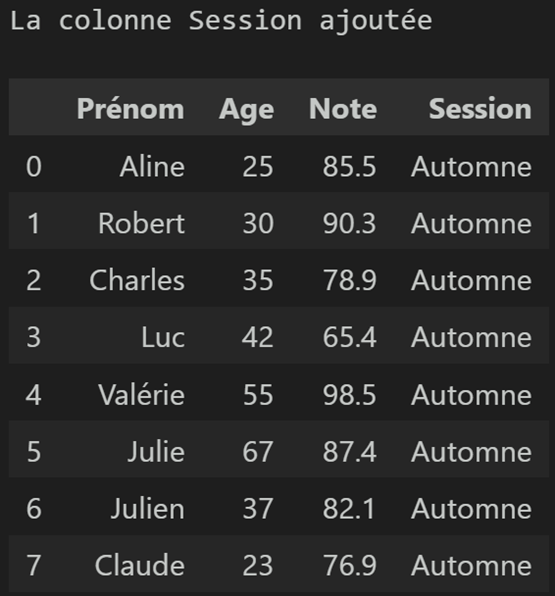 La colonne Session ajoutée
Prénom Age Note Session
0 Aline 25 85.5 Automne
1 Robert 30 90.3 Automne
2 Charles 35 78.9 Automne
3 Luc 42 65.4 Automne
4 Valérie 55 98.5 Automne
5 Julie 67 87.4 Automne
6 Julien 37 82.1 Automne
7 Claude 23 76.9 Automne